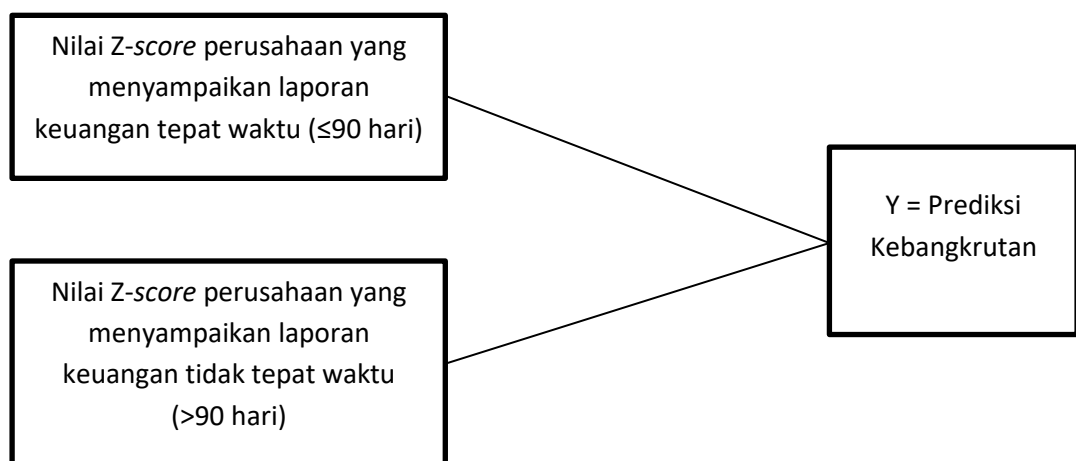 Nilai Z-score perusahaan yang
menyampaikan laporan
keuangan tepat waktu (≤90 hari)
Nilai Z-score perusahaan yang
menyampaikan laporan
keuangan tidak tepat waktu
(>90 hari)
Y = Prediksi
Kebangkrutan